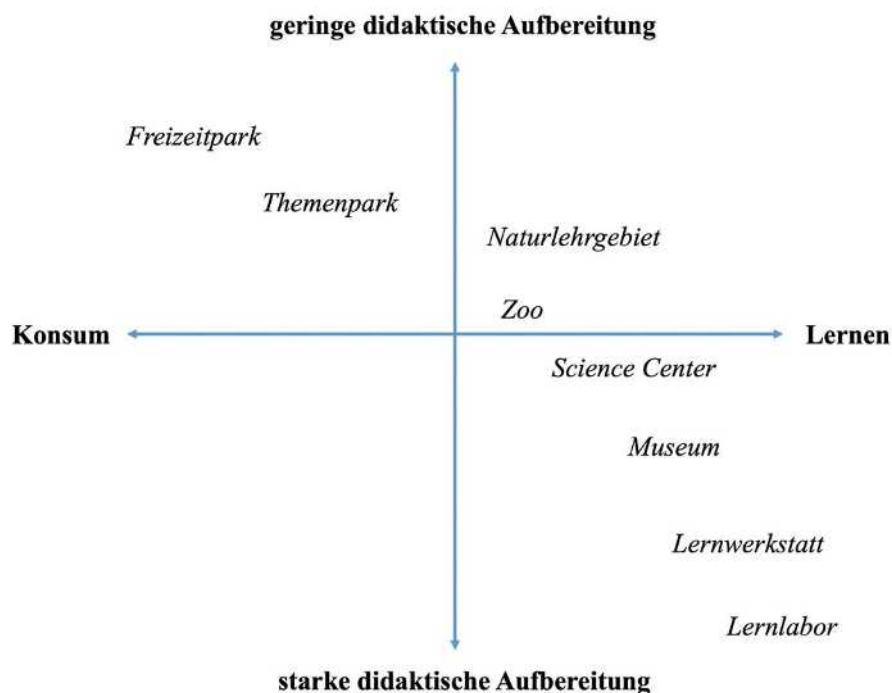 geringe didaktische Aufbereitung
Freizeitpark
Themenpark
Naturlehrgebiet
Zoo
Konsum
Lernen
Science Center
Museum
Lernwerkstatt
Lernlabor
starke didaktische Aufbereitung